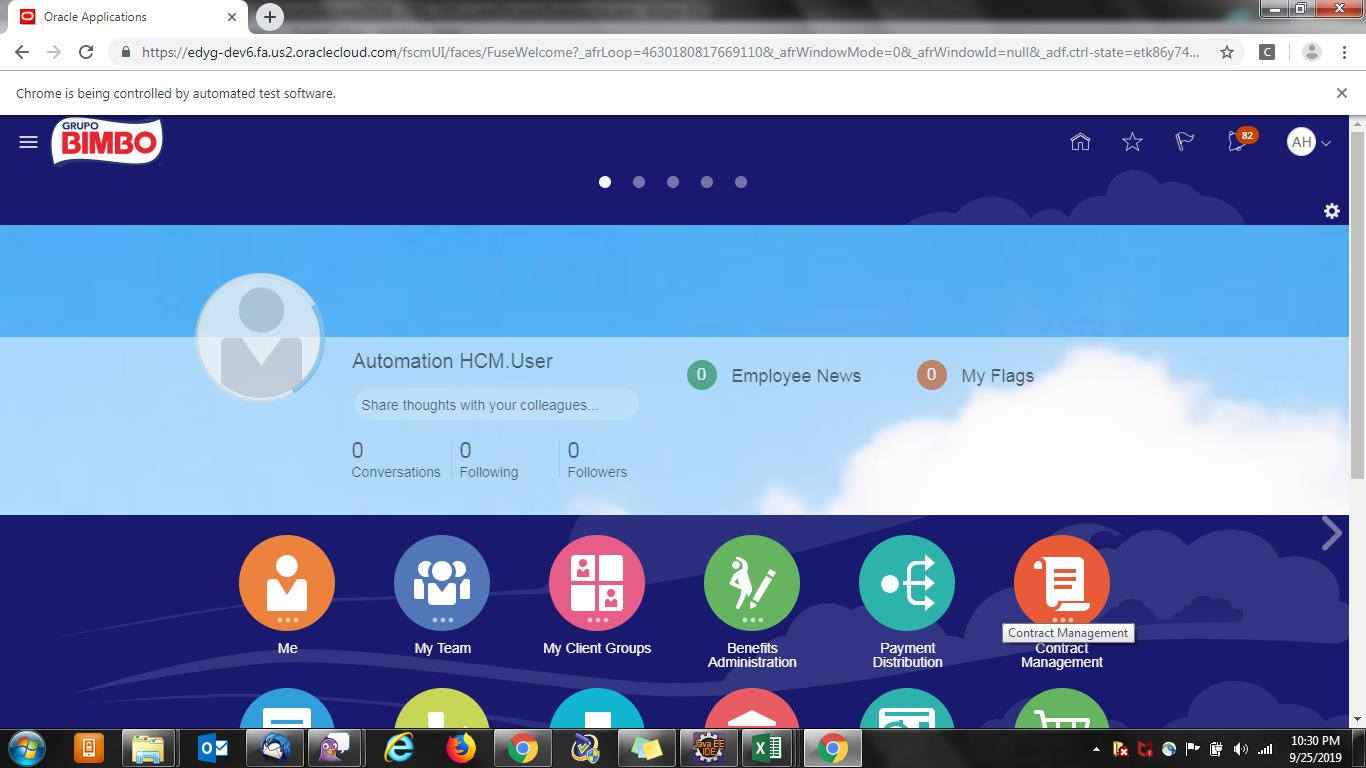 Oracle Applications
https://edyg-dev6.fa.us2.oraclecloud.com/fscmUI/faces/FuseWelcome?_afrLoop=46301808176691​10&_afrWindowMode=0&_afrWindowId=null&_adf.ctrl-state=etk86y74...
C
Chrome is being controlled by automated test software.
GRUPO
BIMBO
82
AH
Automation HCM.User
0 Employee News
0 My Flags
Share thoughts with your colleagues...
0 0 0
Conversations Following Followers
Me
My Team
My Client Groups
Benefits
Administration
Payment
Distribution
Contract Management
Contract
Management
Java EE
IDE
10:30 PM
9/25/2019